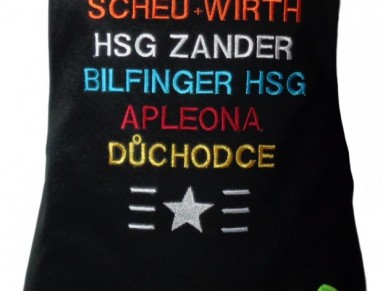 SCHEU+WIRTH
HSG ZANDER
BILFINGER HSG
APLEONA
DŮCHODCE